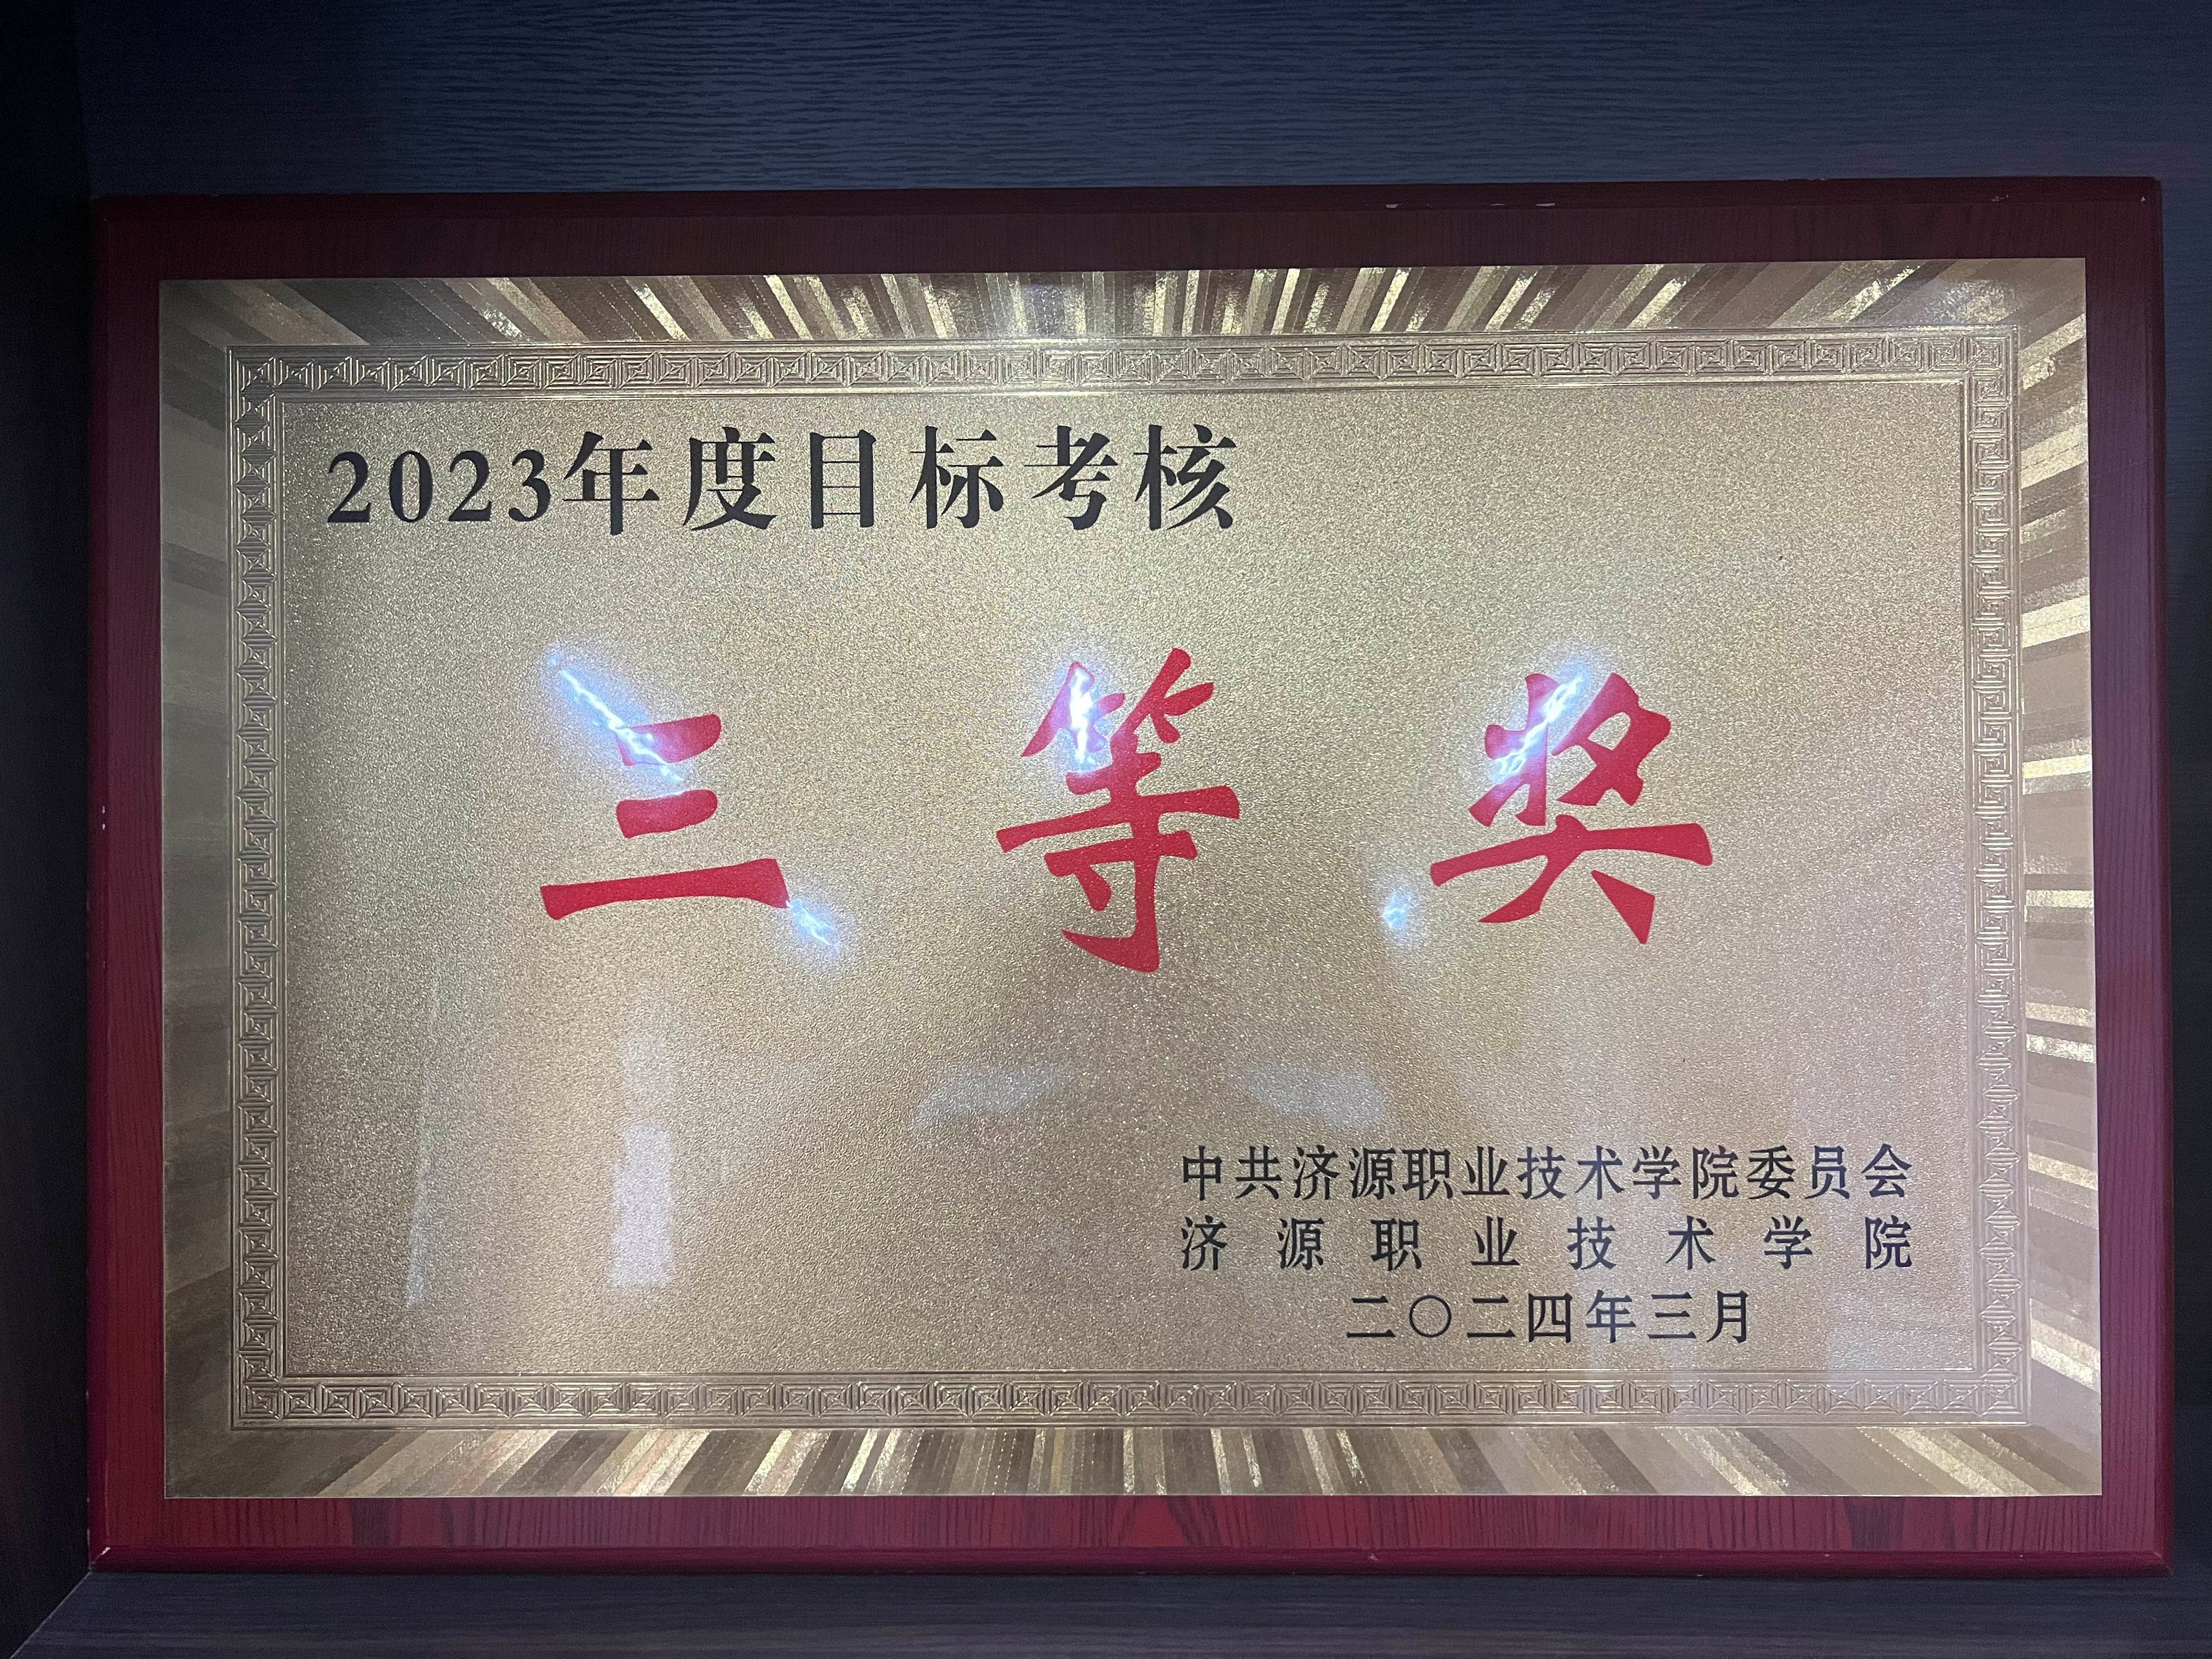 2023年度目标考核
三等奖
中共济源职业技术学院委员会
济源职业技术学院
二〇二四年三月